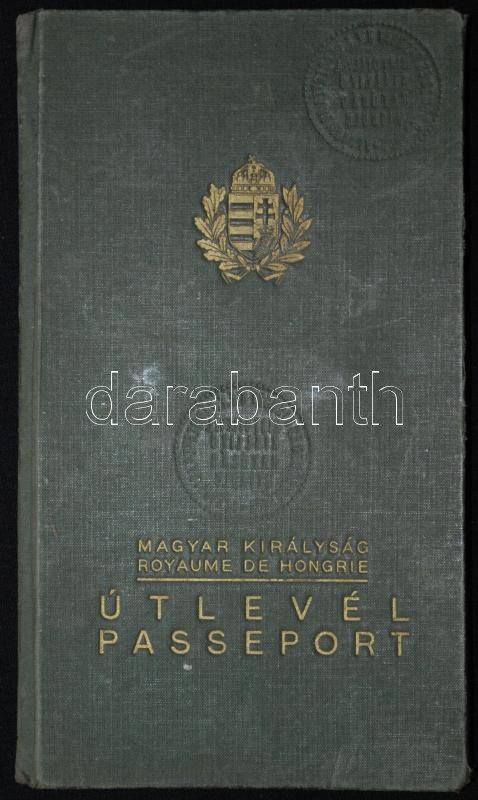 darabanth
MAGYAR KIRÁLYSÁG
ROYAUME DE HONGRIE
ÚTLEVÉL
PASSEPORT